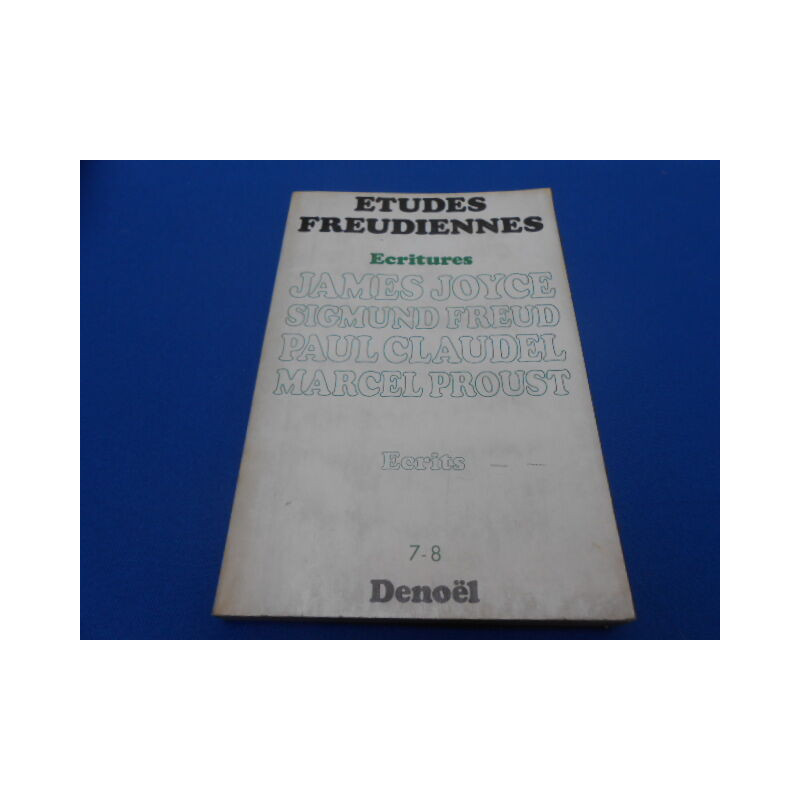 ETUDES
FREUDIENNES
Ecritures
JAMES JOYCE
SIGMUND FREUD
PAUL CLAUDEL
MARCEL PROUST
Ecrits
7-8
Denoël